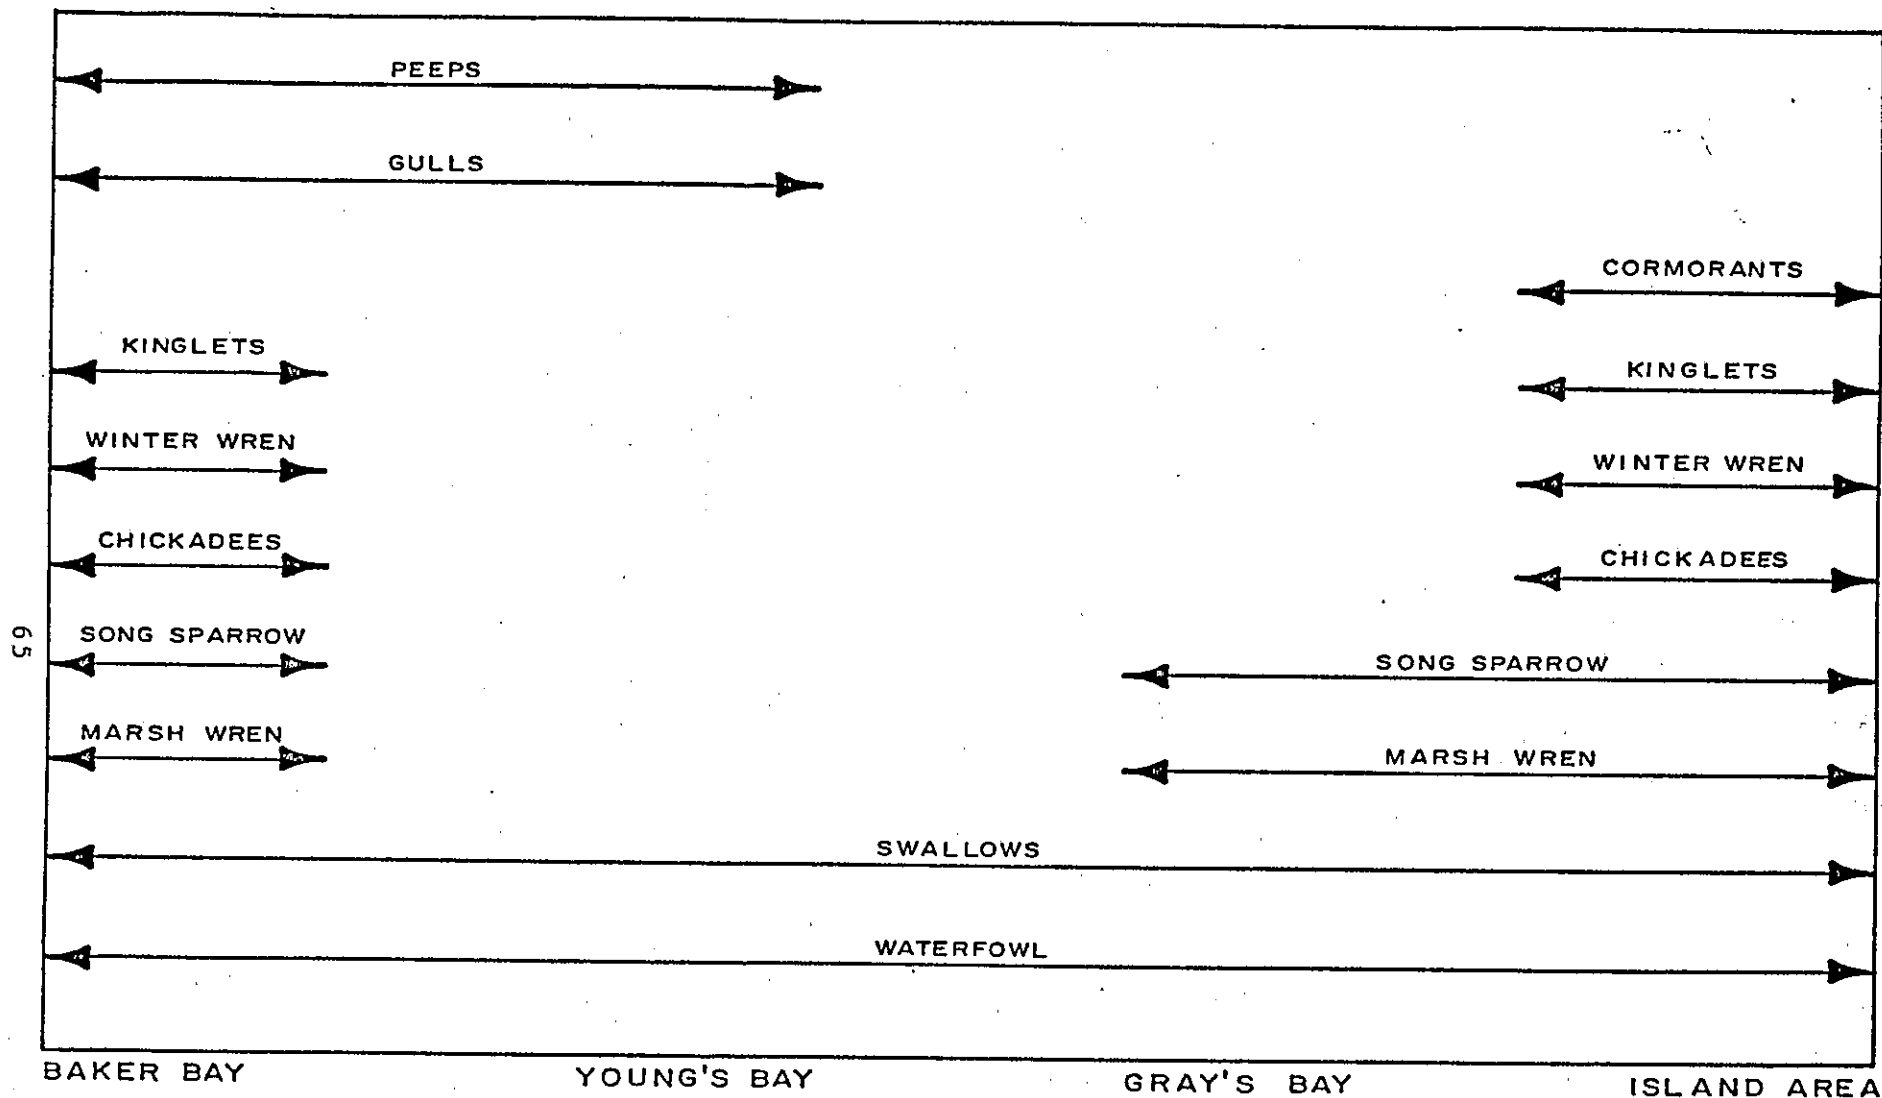 PEEPS
GULLS
CORMORANTS
KINGLETS
KINGLETS
WINTER WREN
WINTER WREN
CHICKADEES
CHICKADEES
SONG SPARROW
SONG SPARROW
MARSH WREN
MARSH WREN
SWALLOWS
WATERFOWL
BAKER BAY
YOUNG'S BAY
GRAY'S BAY
ISLAND AREA
65